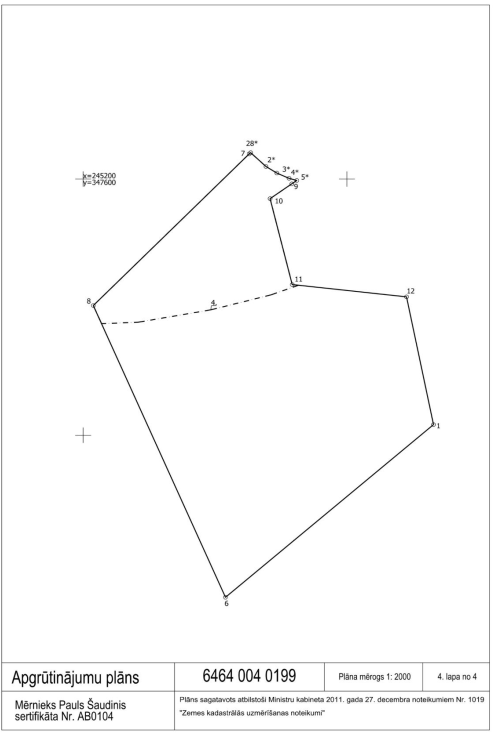 28*
7
2*
3*
4*
5*
9
x=245200
y=347600
10
11
12
8
4
1
6
Apgrūtinājumu plāns
6464 004 0199
Plāna mērogs 1: 2000
4. lapa no 4
Mērnieks Pauls Šaudinis
sertifikāta Nr. AB0104
Plāns sagatavots atbilstoši Ministru kabineta 2011. gada 27. decembra noteikumiem Nr. 1019
"Zemes kadastrālās uzmērīšanas noteikumi"